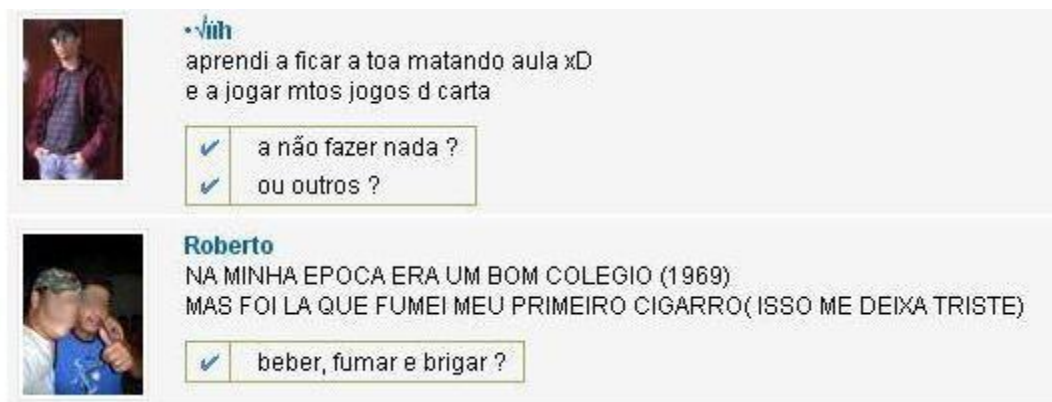 •√iih
aprendi a ficar a toa matando aula xD
e a jogar mtos jogos d carta
✔ a não fazer nada ?
✔ ou outros ?
Roberto
NA MINHA EPOCA ERA UM BOM COLEGIO (1969)
MAS FOI LA QUE FUMEI MEU PRIMEIRO CIGARRO( ISSO ME DEIXA TRISTE)
✔ beber, fumar e brigar ?